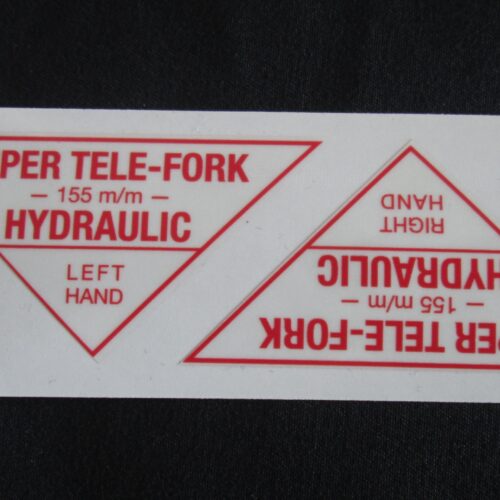 PER TELE-FORK
– 155 m/m –
HYDRAULIC
LEFT
HAND
PER TELE-FORK
– 155 m/m –
HYDRAULIC
RIGHT
HAND